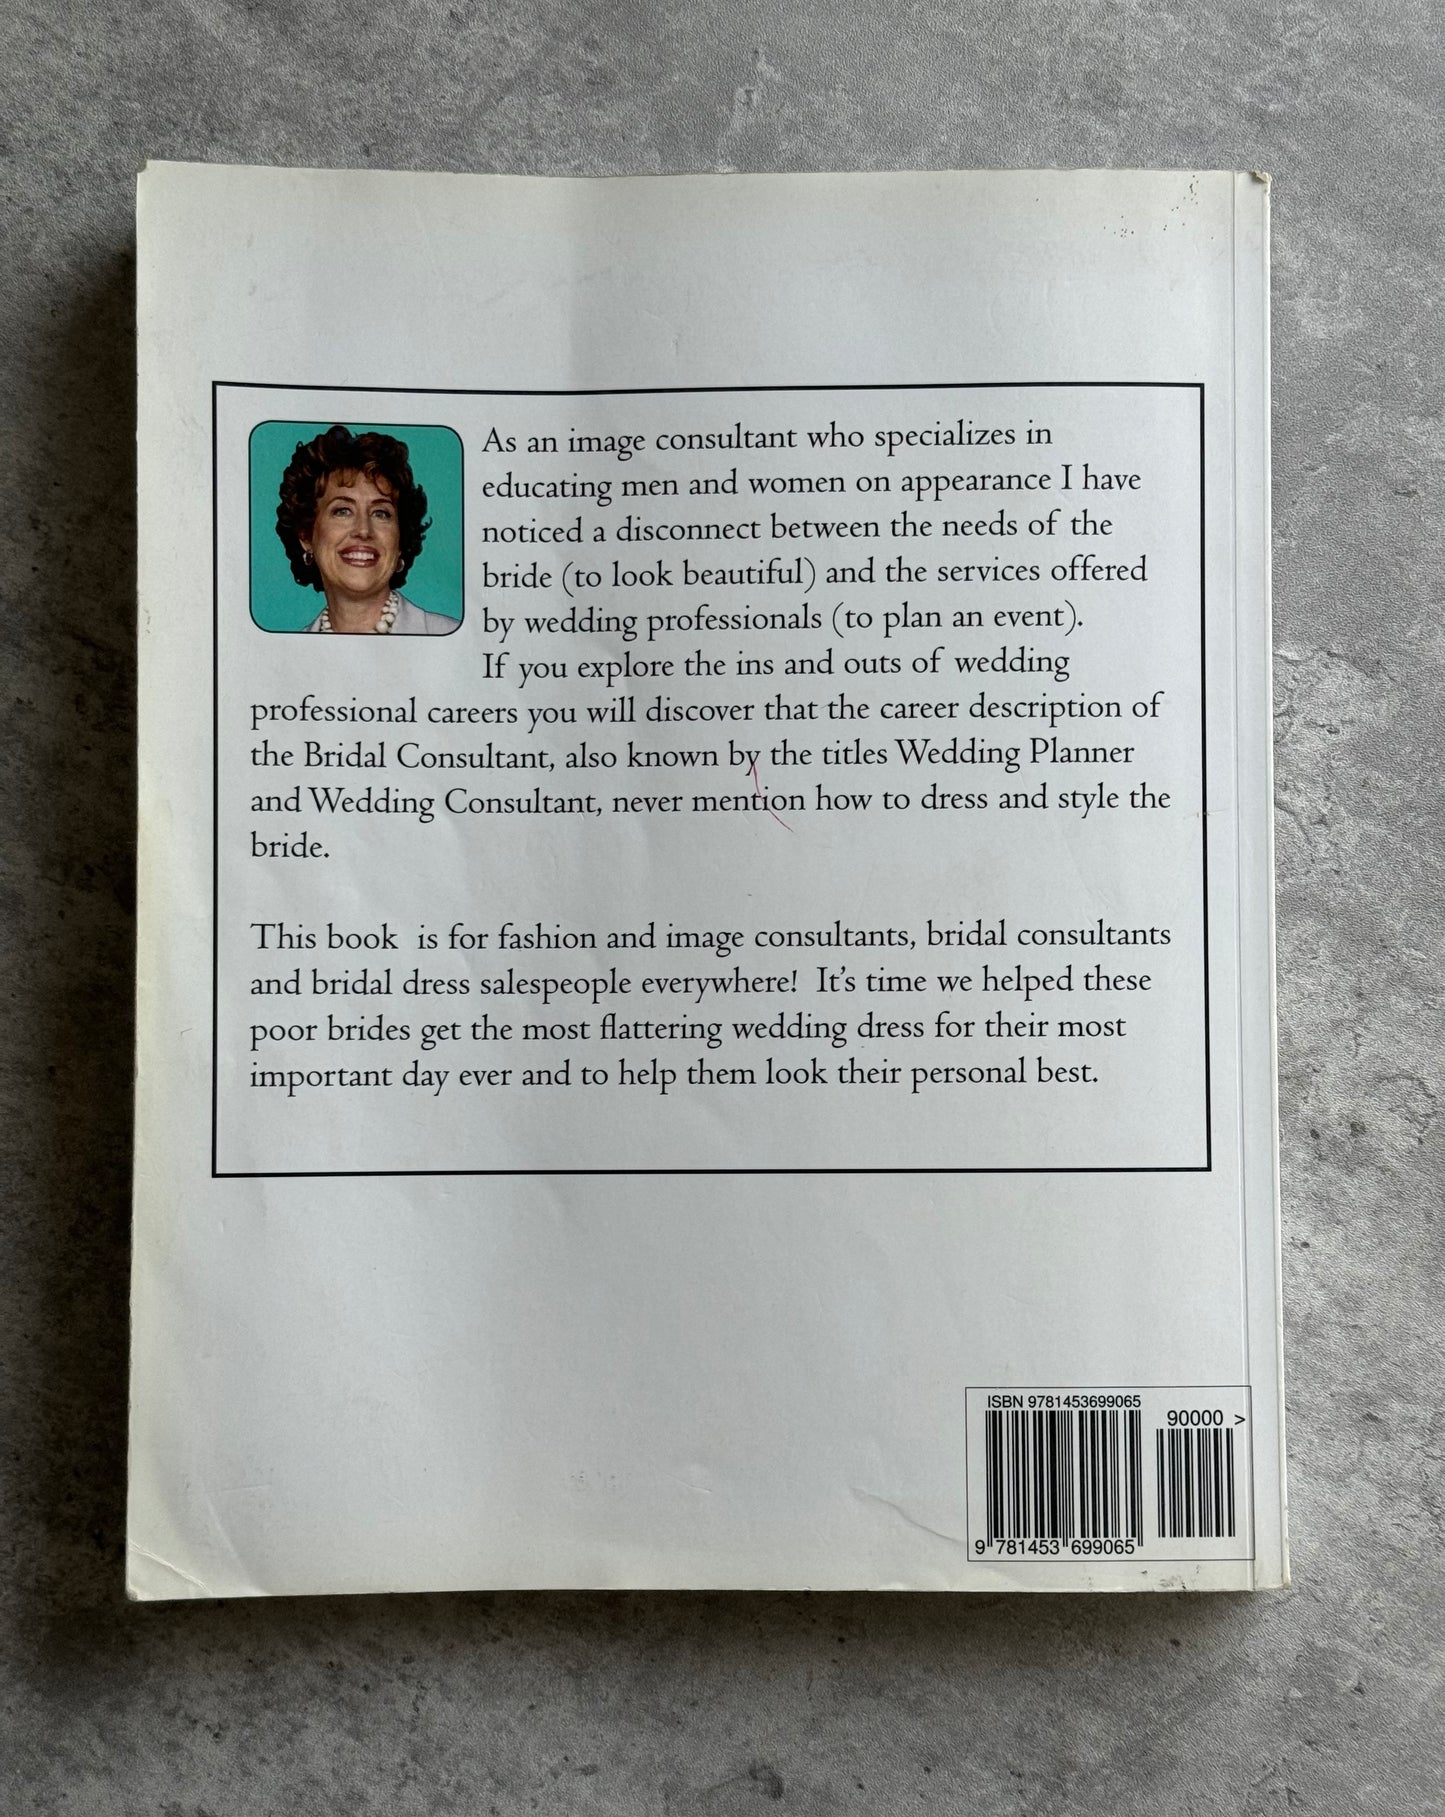 As an image consultant who specializes in
educating men and women on appearance I have
noticed a disconnect between the needs of the
bride (to look beautiful) and the services offered
by wedding professionals (to plan an event).
If you explore the ins and outs of wedding
professional careers you will discover that the career description of
the Bridal Consultant, also known by the titles Wedding Planner
and Wedding Consultant, never mention how to dress and style the
bride.
This book  is for fashion and image consultants, bridal consultants
and bridal dress salespeople everywhere!  It's time we helped these
poor brides get the most flattering wedding dress for their most
important day ever and to help them look their personal best.
ISBN 9781453699065
90000 >
9 781453 699065